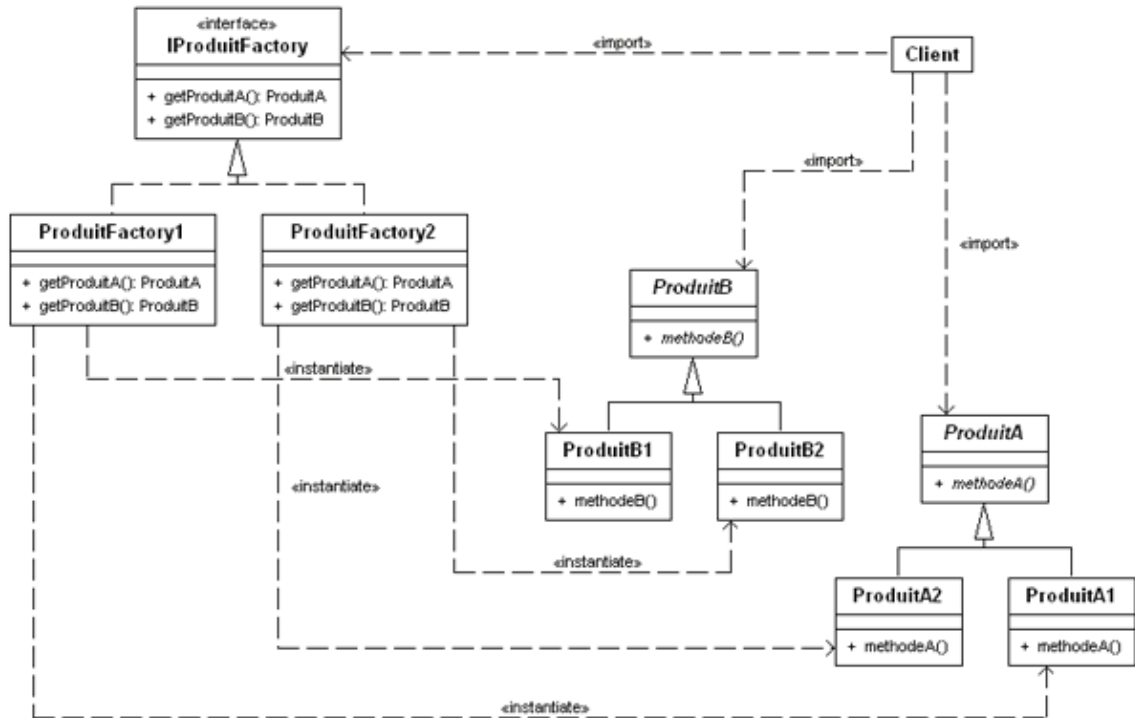 «interface»
IProduitFactory
+ getProduitA(): ProduitA
+ getProduitB(): ProduitB
«import»
Client
«import»
«import»
ProduitFactory1
+ getProduitA(): ProduitA
+ getProduitB(): ProduitB
ProduitFactory2
+ getProduitA(): ProduitA
+ getProduitB(): ProduitB
ProduitB
+ methodeB()
«instantiate»
ProduitB1
+ methodeB()
ProduitB2
+ methodeB()
ProduitA
+ methodeA()
«instantiate»
«instantiate»
ProduitA2
+ methodeA()
ProduitA1
+ methodeA()
«instantiate»